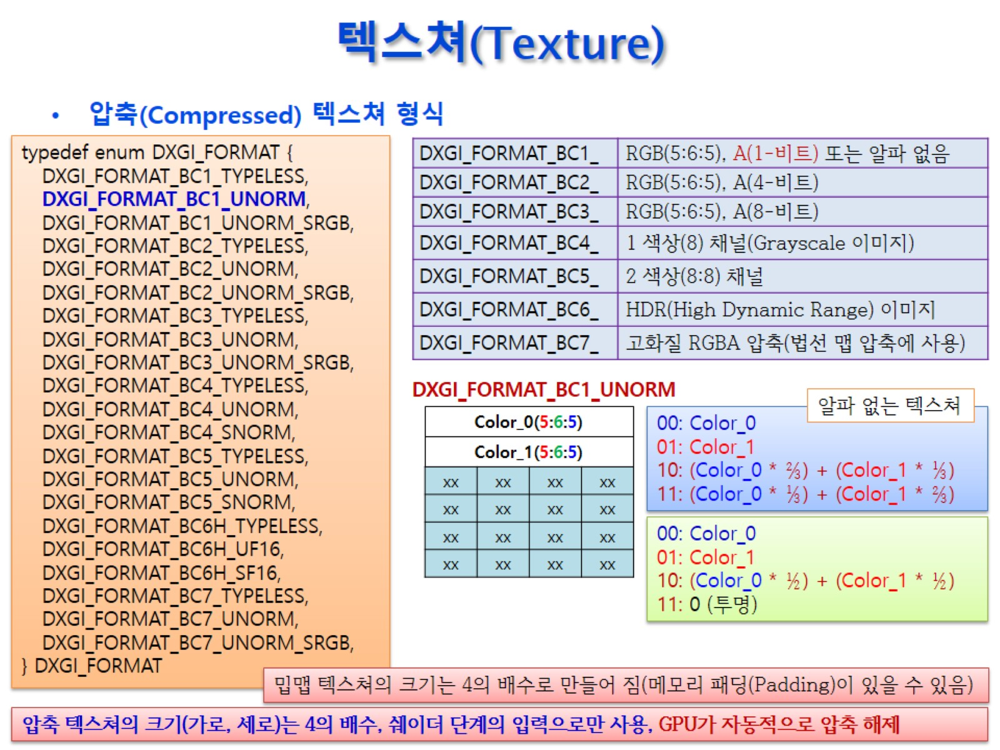 텍스쳐(Texture)
• 압축(Compressed) 텍스쳐 형식
typedef enum DXGI_FORMAT {
DXGI_FORMAT_BC1_TYPELESS,
DXGI_FORMAT_BC1_UNORM,
DXGI_FORMAT_BC1_UNORM_SRGB,
DXGI_FORMAT_BC2_TYPELESS,
DXGI_FORMAT_BC2_UNORM,
DXGI_FORMAT_BC2_UNORM_SRGB,
DXGI_FORMAT_BC3_TYPELESS,
DXGI_FORMAT_BC3_UNORM,
DXGI_FORMAT_BC3_UNORM_SRGB,
DXGI_FORMAT_BC4_TYPELESS,
DXGI_FORMAT_BC4_UNORM,
DXGI_FORMAT_BC4_SNORM,
DXGI_FORMAT_BC5_TYPELESS,
DXGI_FORMAT_BC5_UNORM,
DXGI_FORMAT_BC5_SNORM,
DXGI_FORMAT_BC6H_TYPELESS,
DXGI_FORMAT_BC6H_UF16,
DXGI_FORMAT_BC6H_SF16,
DXGI_FORMAT_BC7_TYPELESS,
DXGI_FORMAT_BC7_UNORM,
DXGI_FORMAT_BC7_UNORM_SRGB,
} DXGI_FORMAT
DXGI_FORMAT_BC1_ RGB(5:6:5), A(1-비트) 또는 알파 없음
DXGI_FORMAT_BC2_ RGB(5:6:5), A(4-비트)
DXGI_FORMAT_BC3_ RGB(5:6:5), A(8-비트)
DXGI_FORMAT_BC4_ 1 색상(8) 채널(Grayscale 이미지)
DXGI_FORMAT_BC5_ 2 색상(8:8) 채널
DXGI_FORMAT_BC6_ HDR(High Dynamic Range) 이미지
DXGI_FORMAT_BC7_ 고화질 RGBA 압축(법선 맵 압축에 사용)
DXGI_FORMAT_BC1_UNORM
Color_0(5:6:5)
Color_1(5:6:5)
xx xx xx xx
xx xx xx xx
xx xx xx xx
xx xx xx xx
알파 없는 텍스쳐
00: Color_0
01: Color_1
10: (Color_0 * ⅔) + (Color_1 * ⅓)
11: (Color_0 * ⅓) + (Color_1 * ⅔)
00: Color_0
01: Color_1
10: (Color_0 * ½) + (Color_1 * ½)
11: 0 (투명)
밉맵 텍스쳐의 크기는 4의 배수로 만들어 짐(메모리 패딩(Padding)이 있을 수 있음)
압축 텍스쳐의 크기(가로, 세로)는 4의 배수, 쉐이더 단계의 입력으로만 사용, GPU가 자동적으로 압축 해제